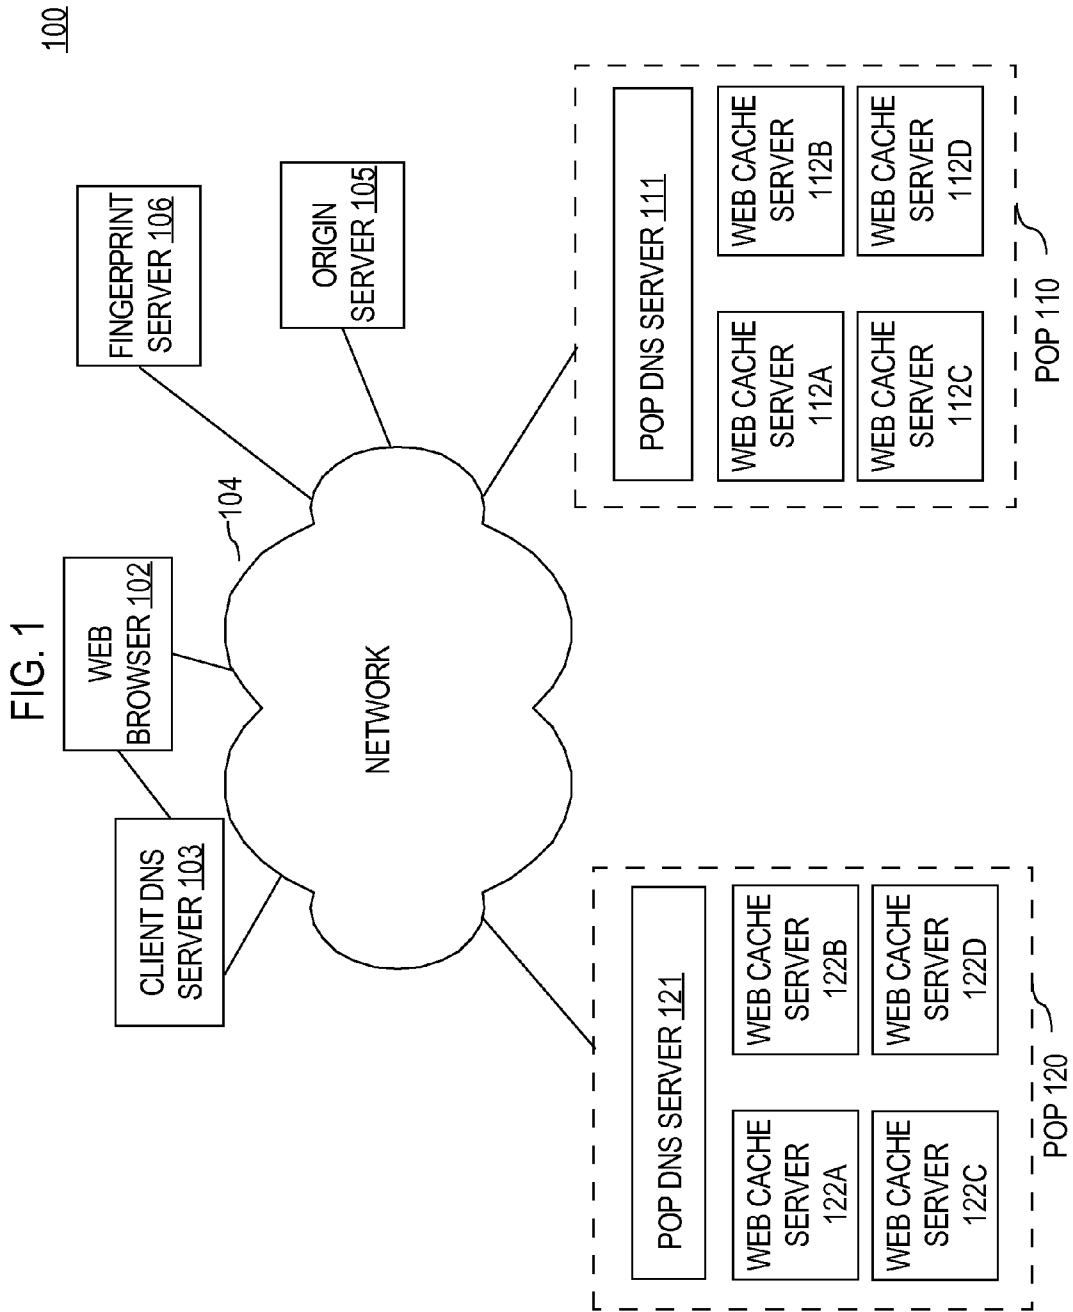 FIG. 1
100
CLIENT DNS
SERVER 103
WEB
BROWSER 102
FINGERPRINT
SERVER 106
104
ORIGIN
SERVER 105
NETWORK
POP DNS SERVER 121
WEB CACHE
SERVER
122A
WEB CACHE
SERVER
122B
WEB CACHE
SERVER
122C
WEB CACHE
SERVER
122D
POP 120
POP DNS SERVER 111
WEB CACHE
SERVER
112A
WEB CACHE
SERVER
112B
WEB CACHE
SERVER
112C
WEB CACHE
SERVER
112D
POP 110